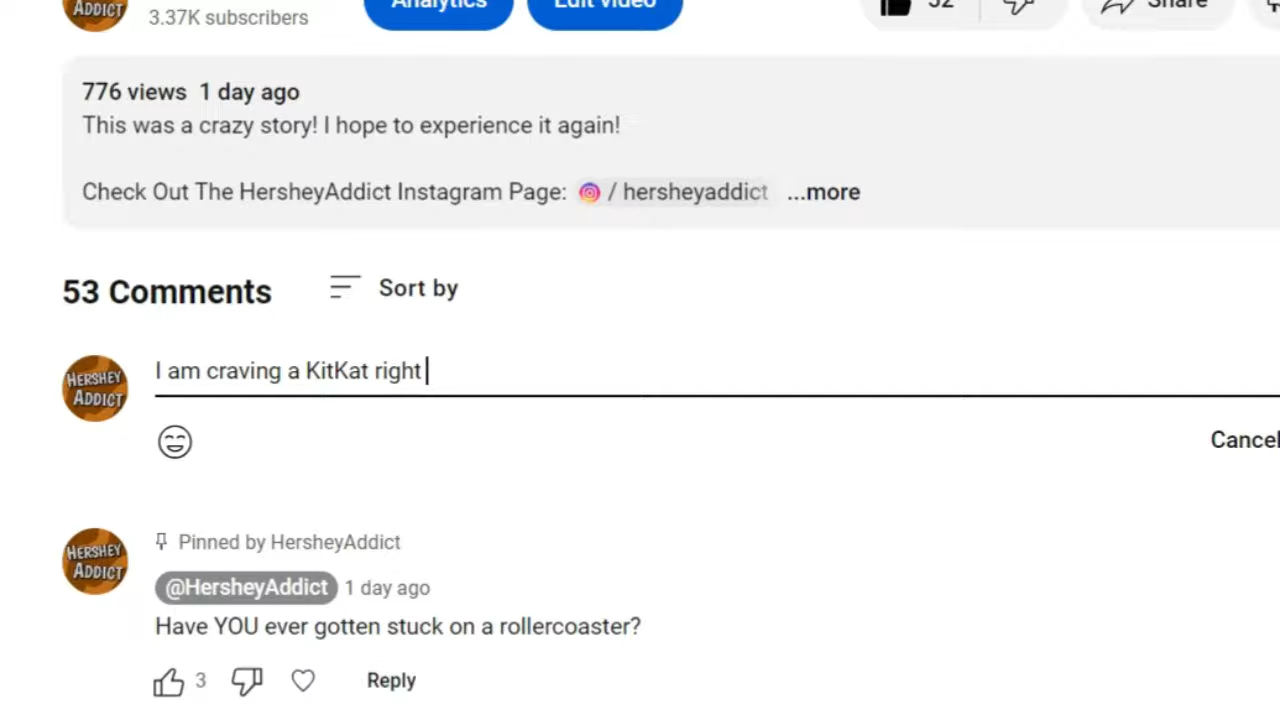 ADDICT
3.37K subscribers
Analytics
Edit video
52
Share
776 views 1 day ago
This was a crazy story! I hope to experience it again!
Check Out The HersheyAddict Instagram Page: / hersheyaddict ...more
53 Comments
Sort by
HERSHEY
ADDICT
I am craving a KitKat right
Cancel
HERSHEY
ADDICT
Pinned by HersheyAddict
@HersheyAddict 1 day ago
Have YOU ever gotten stuck on a rollercoaster?
3
Reply